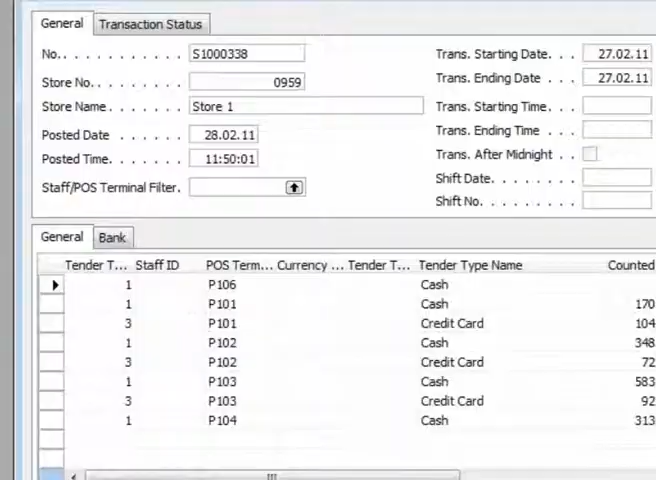 General Transaction Status
No. . . . . . . . . . . S1000338 Trans. Starting Date. . . 27.02.11
Store No. . . . . . . . 0959 Trans. Ending Date . . . 27.02.11
Store Name . . . . . . . Store 1 Trans. Starting Time. . .
Posted Date . . . . . . 28.02.11 Trans. Ending Time . . .
Posted Time. . . . . . . 11:50:01 Trans. After Midnight . .
Staff/POS Terminal Filter. Shift Date. . . . . . . .
Shift No. . . . . . . . .
General Bank
Tender T... Staff ID POS Term... Currency ... Tender T... Tender Type Name Counted
1 P106 Cash
1 P101 Cash 170
3 P101 Credit Card 104
1 P102 Cash 348
3 P102 Credit Card 72
1 P103 Cash 583
3 P103 Credit Card 92
1 P104 Cash 313